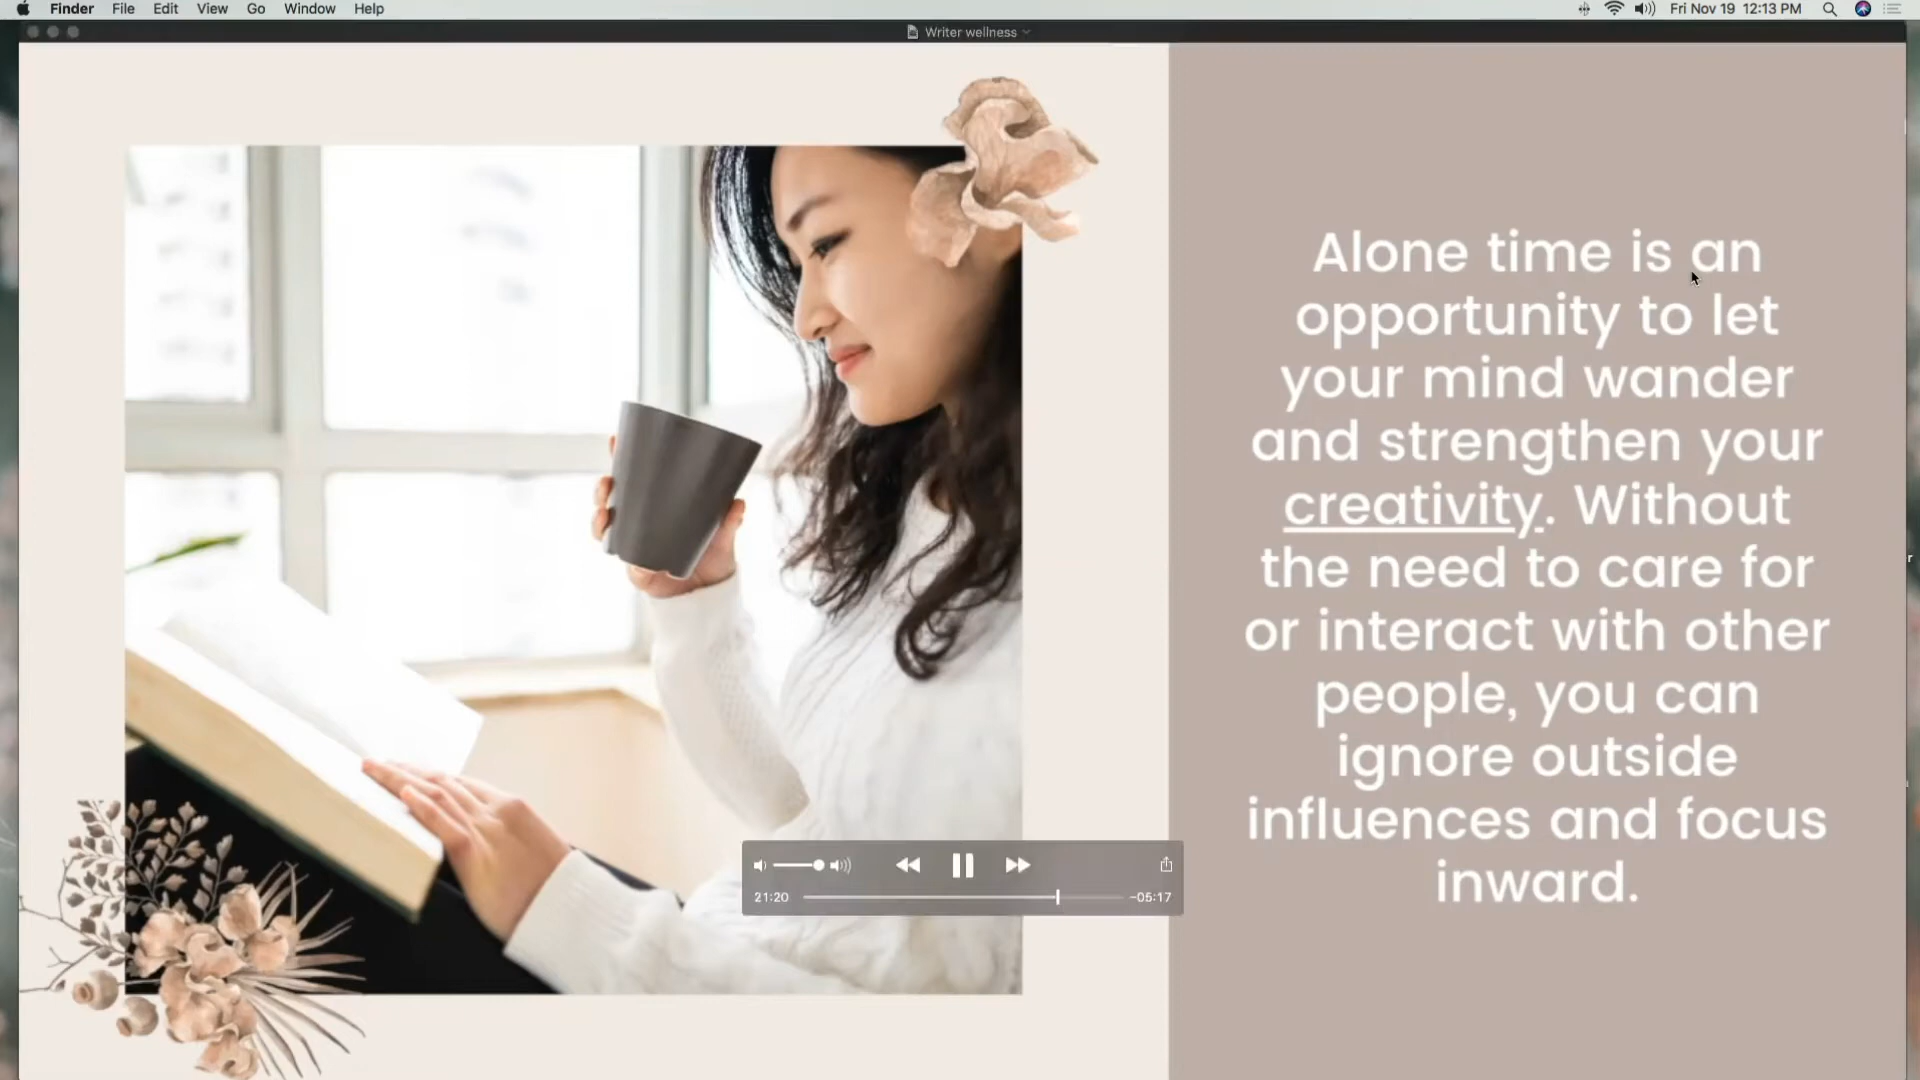 Finder File Edit View Go Window Help Fri Nov 19 12:13 PM
Writer wellness
Alone time is an
opportunity to let
your mind wander
and strengthen your
creativity. Without
the need to care for
or interact with other
people, you can
ignore outside
influences and focus
inward.
21:20 -05:17